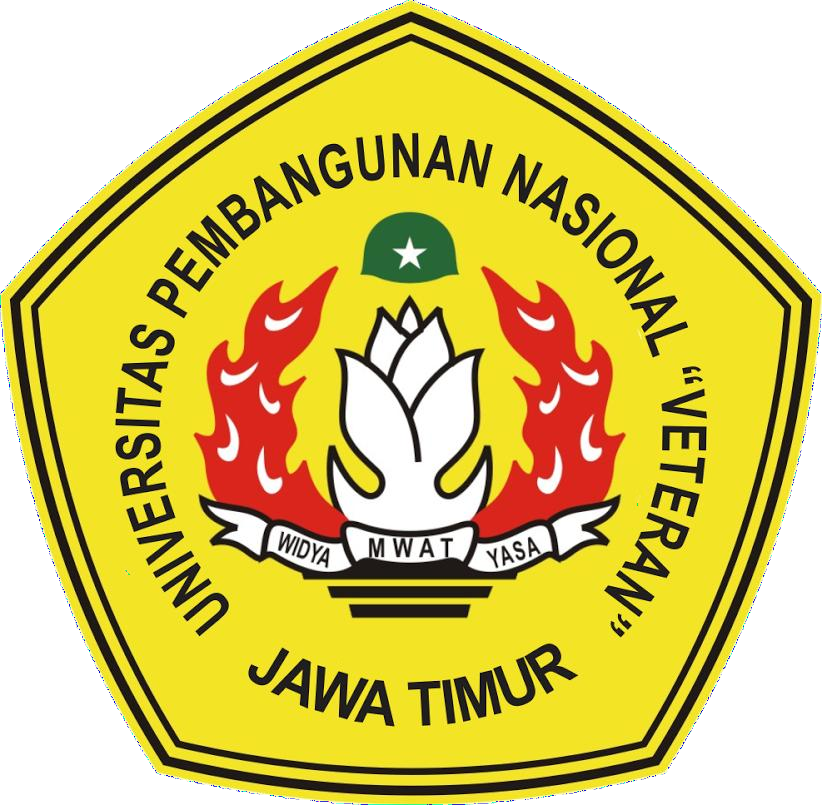 UNIVERSITAS PEMBANGUNAN NASIONAL “VETERAN”
WIDYA MWAT YASA
JAWA TIMUR